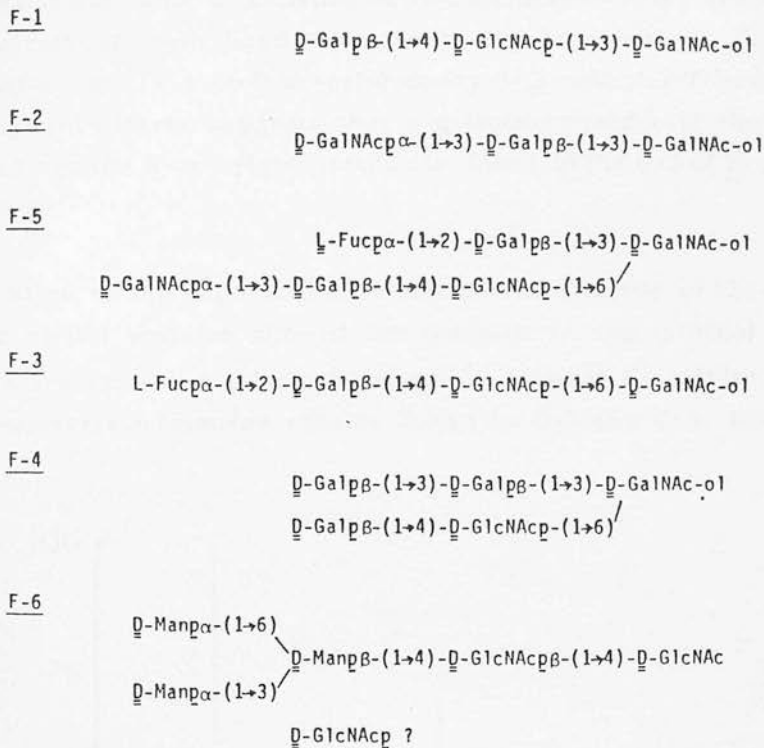 F-1
D-Galpβ-(1→4)-D-GlcNAcp-(1→3)-D-GalNAc-ol
F-2
D-GalNAcpα-(1→3)-D-Galpβ-(1→3)-D-GalNAc-ol
F-5
L-Fucpα-(1→2)-D-Galpβ-(1→3)-D-GalNAc-ol
D-GalNAcpα-(1→3)-D-Galpβ-(1→4)-D-GlcNAcp-(1→6)
F-3
L-Fucpα-(1→2)-D-Galpβ-(1→4)-D-GlcNAcp-(1→6)-D-GalNAc-ol
F-4
D-Galpβ-(1→3)-D-Galpβ-(1→3)-D-GalNAc-ol
D-Galpβ-(1→4)-D-GlcNAcp-(1→6)
F-6
D-Manpα-(1→6)
D-Manpβ-(1→4)-D-GlcNAcpβ-(1→4)-D-GlcNAc
D-Manpα-(1→3)
D-GlcNAcp ?